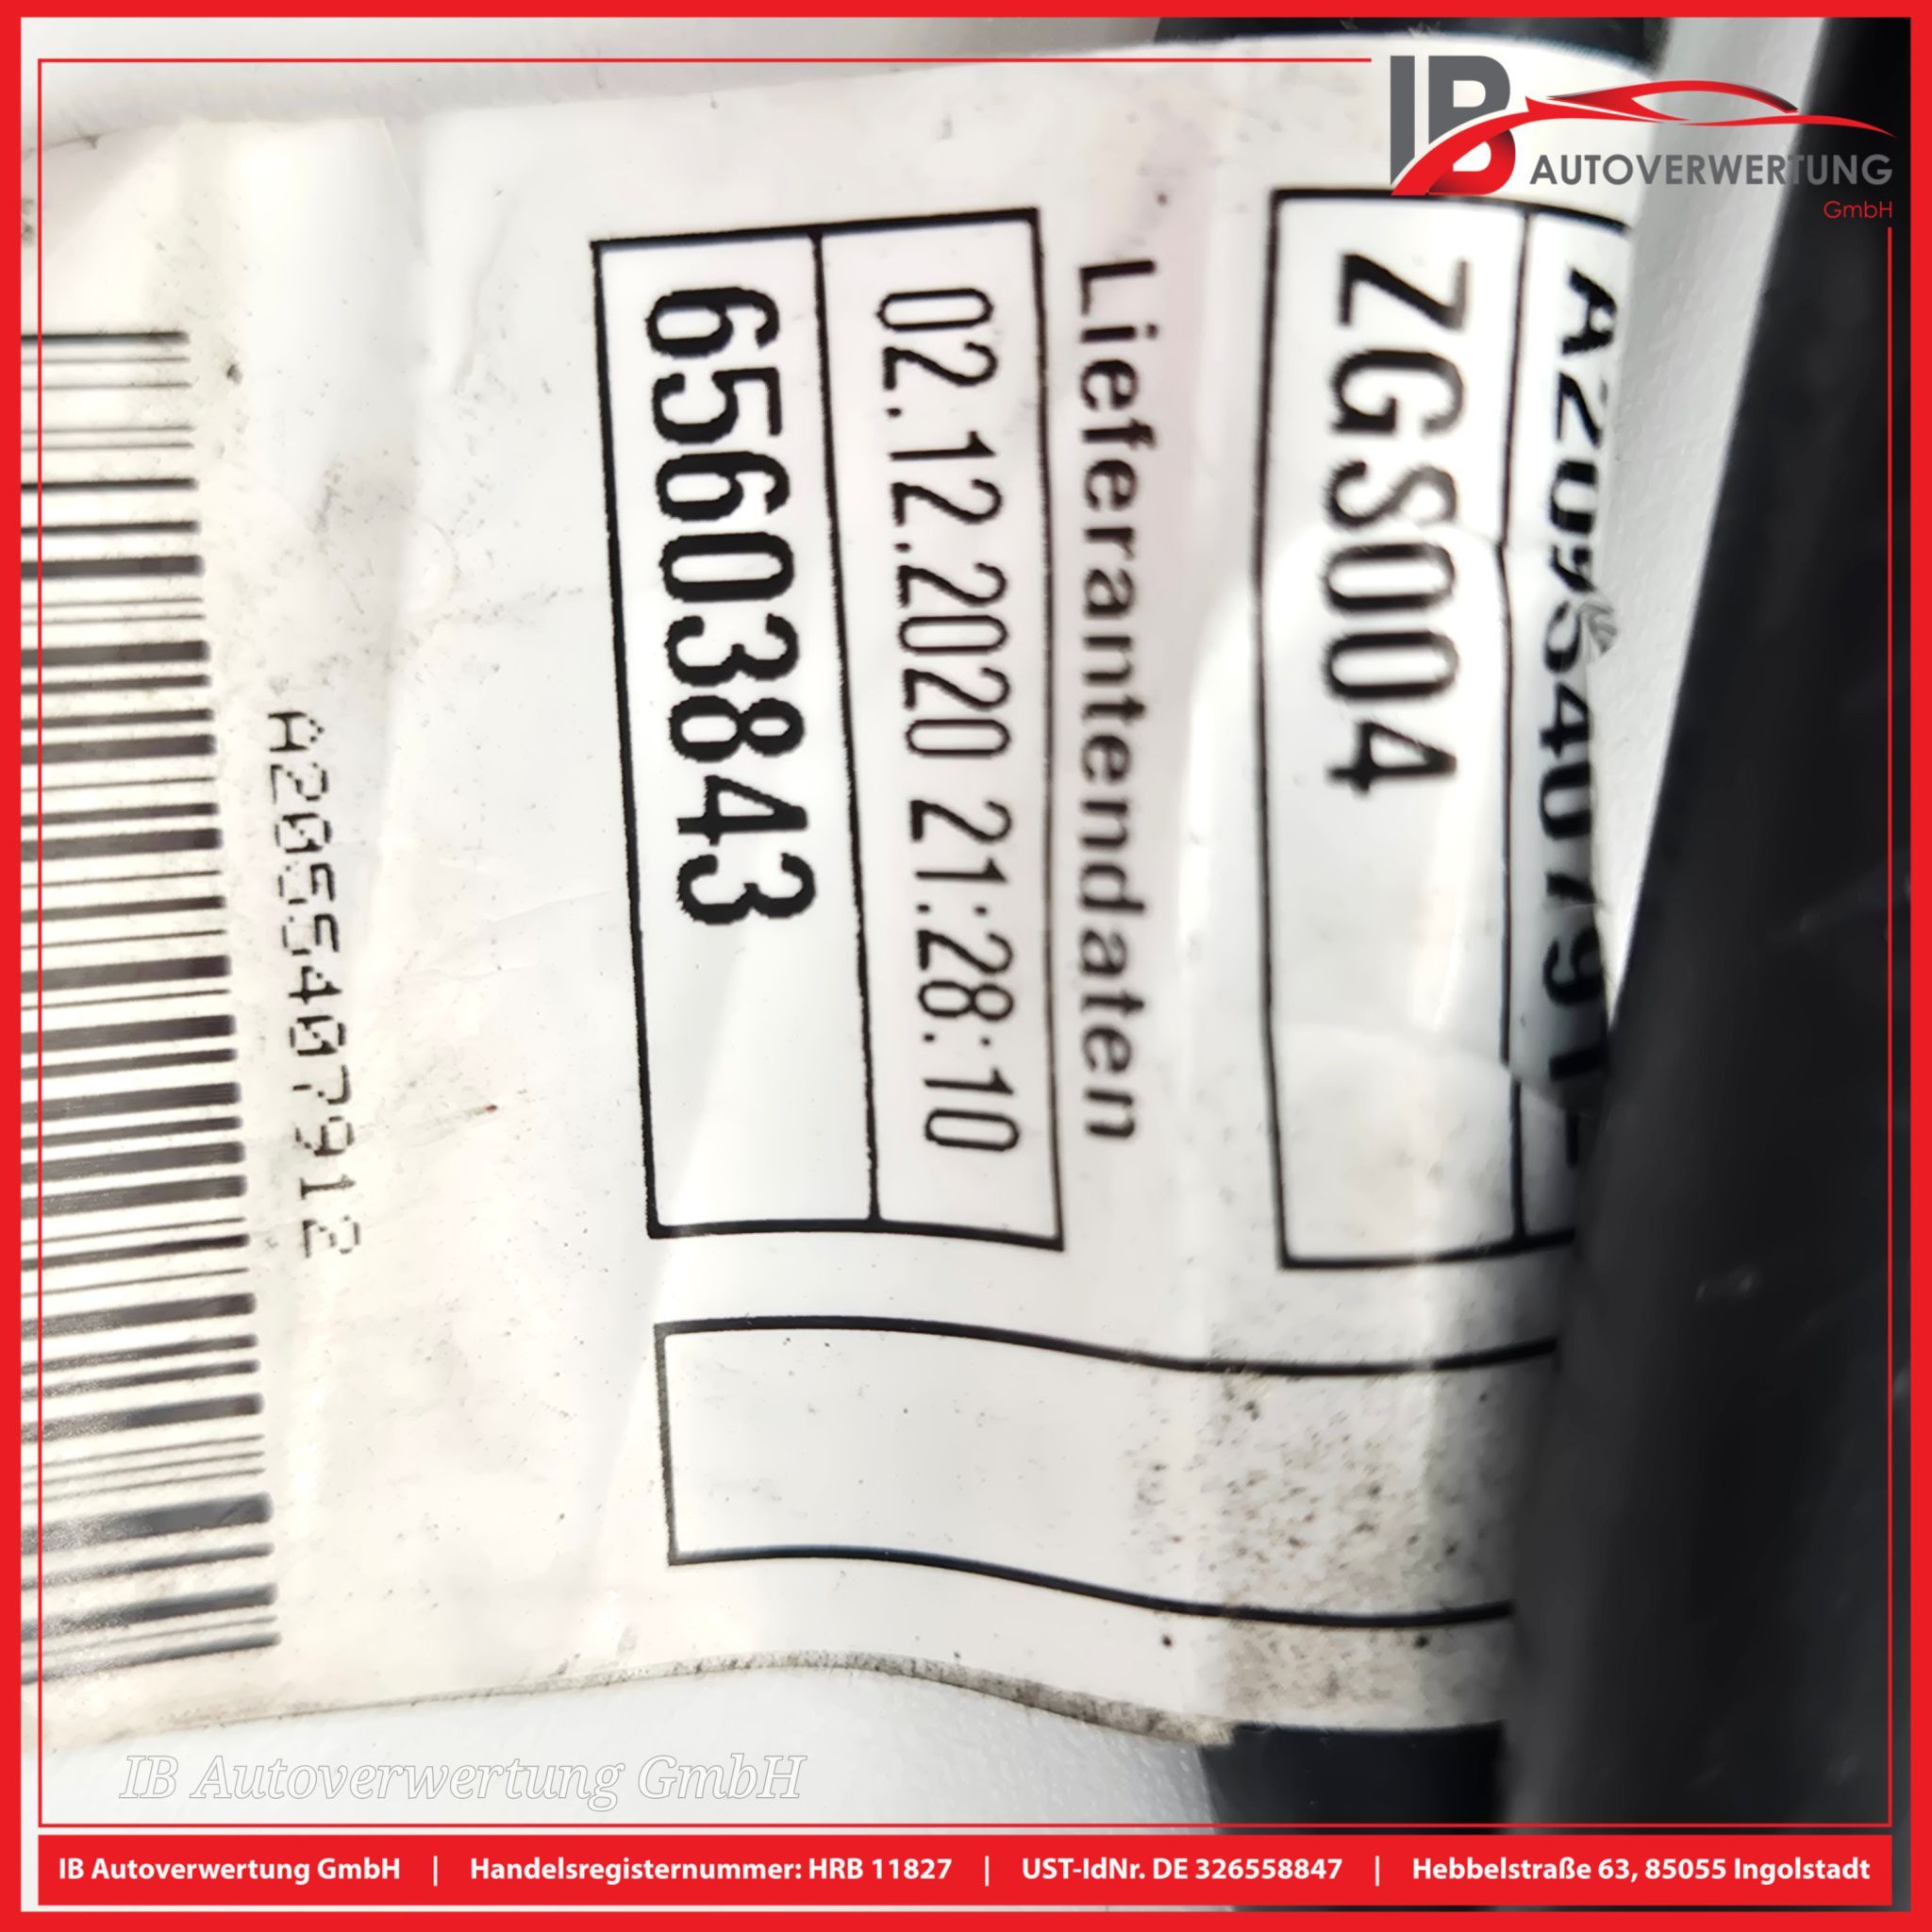 IB
AUTOVERWERTUNG
GmbH
ZGS004
Lieferantendaten
02.12.2020 21:28:10
65603843
A2055407912
IB Autoverwertung GmbH
IB Autoverwertung GmbH | Handelsregisternummer: HRB 11827 | UST-IdNr. DE 326558847 | Hebbelstraße 63, 85055 Ingolstadt